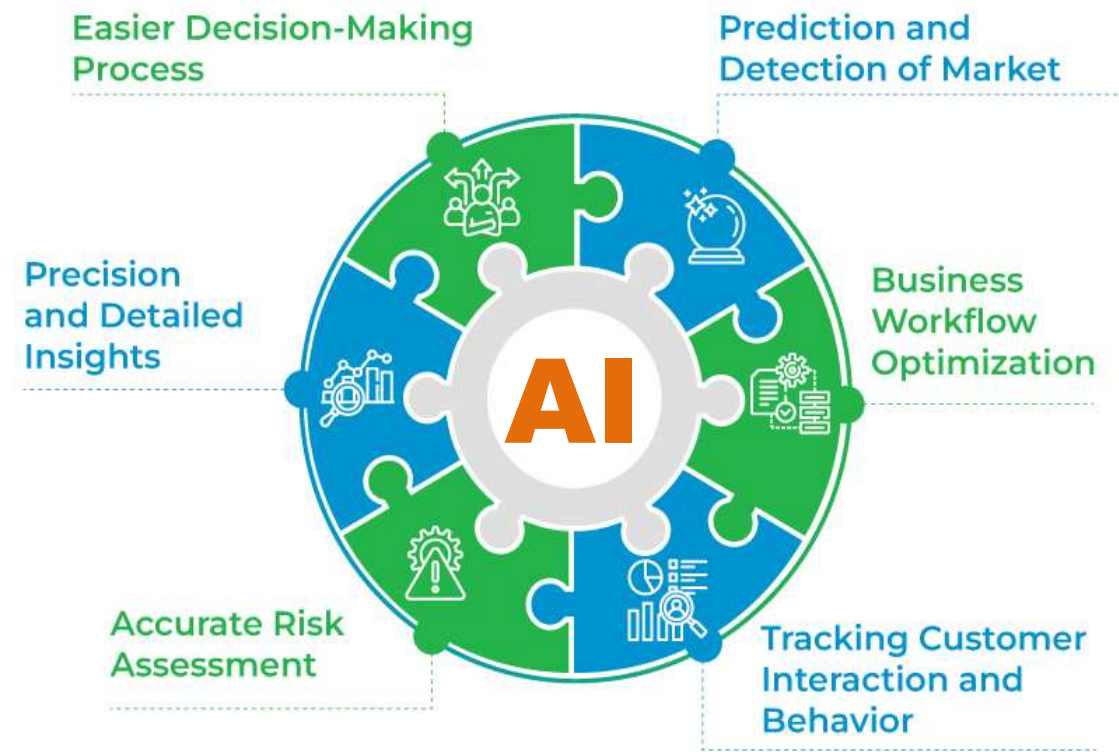 Easier Decision-Making
Process
Prediction and
Detection of Market
Precision
and Detailed
Insights
Business
Workflow
Optimization
AI
Accurate Risk
Assessment
Tracking Customer
Interaction and
Behavior